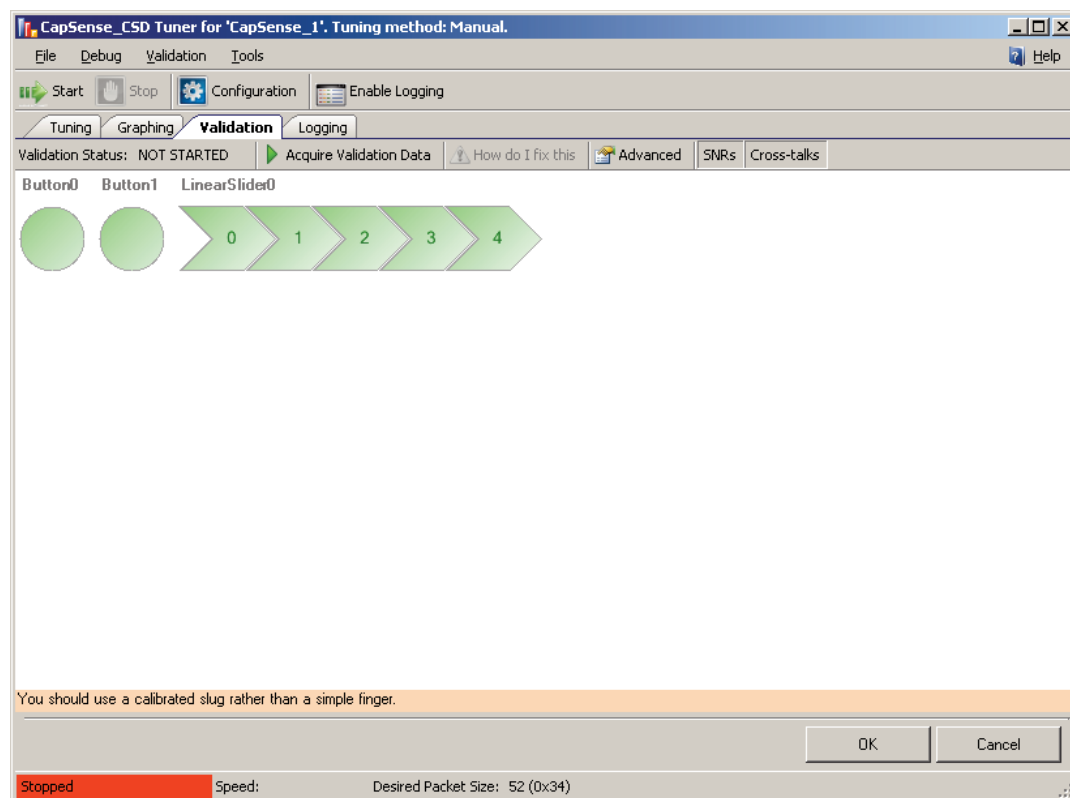 CapSense_CSD Tuner for 'CapSense_1'. Tuning method: Manual.
File Debug Validation Tools Help
Start Stop Configuration Enable Logging
Tuning Graphing Validation Logging
Validation Status: NOT STARTED Acquire Validation Data How do I fix this Advanced SNRs Cross-talks
Button0 Button1 LinearSlider0
0 1 2 3 4
You should use a calibrated slug rather than a simple finger.
OK Cancel
Stopped Speed: Desired Packet Size: 52 (0x34)